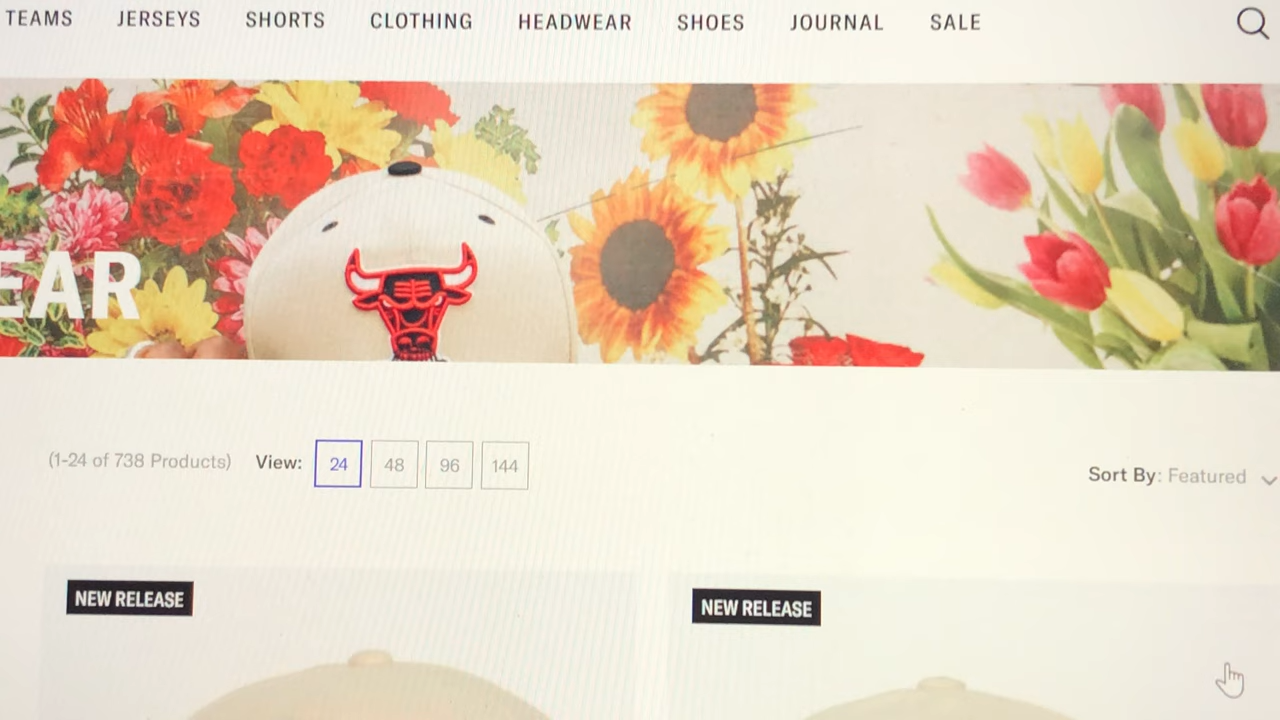 TEAMS JERSEYS SHORTS CLOTHING HEADWEAR SHOES JOURNAL SALE
EAR
(1-24 of 738 Products) View: 24 48 96 144
Sort By: Featured
NEW RELEASE
NEW RELEASE